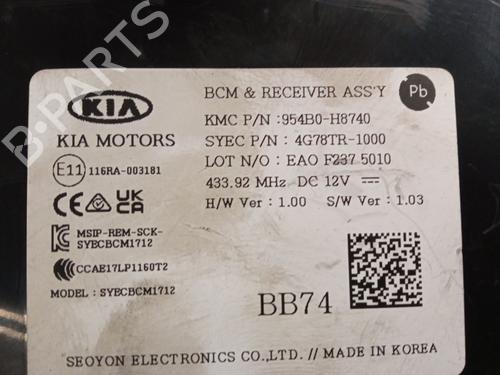 BCM & RECEIVER ASS'Y
Pb
KIA
KMC P/N : 954B0-H8740
KIA MOTORS
SYEC P/N : 4G78TR-1000
LOT N/O : EAO F237 5010
E11 116RA-003181
433.92 MHz DC 12V
H/W Ver : 1.00 S/W Ver : 1.03
CE UK CA
MSIP-REM-SCK-
SYECBCM1712
CCAE17LP1160T2
MODEL : SYECBCM1712
BB74
SEOYON ELECTRONICS CO.,LTD. // MADE IN KOREA
B-PARTS